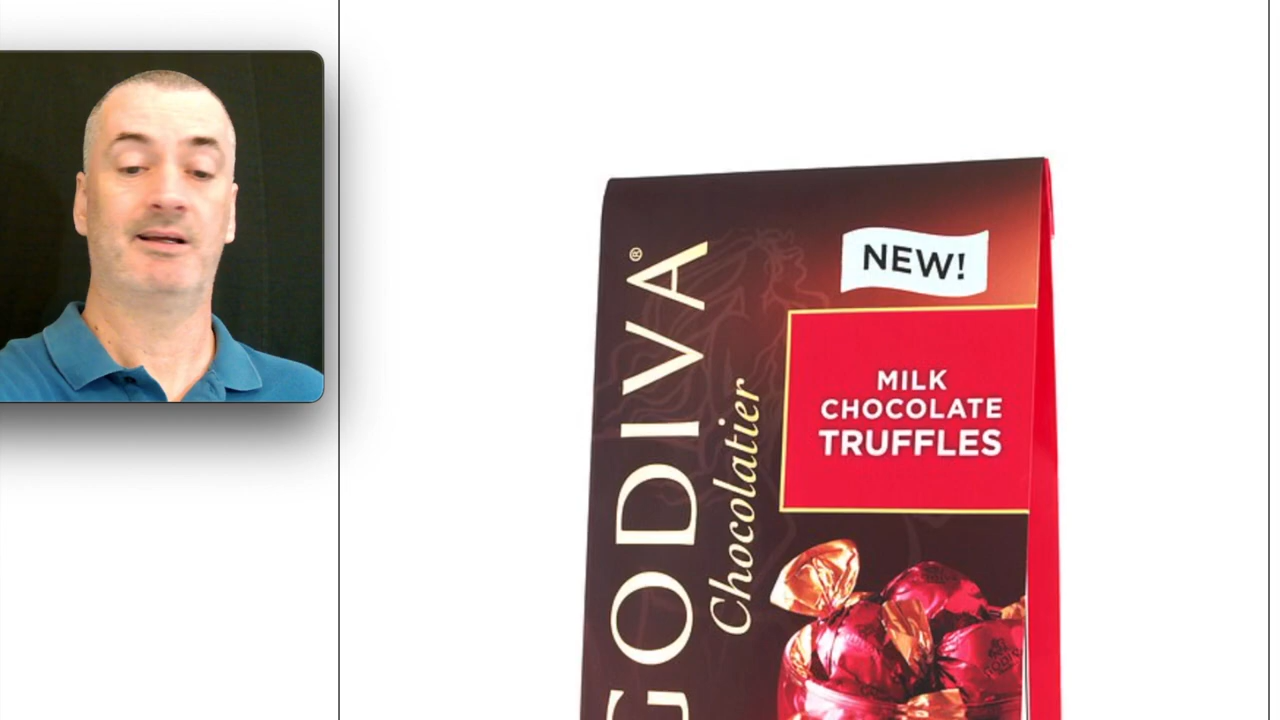 GODIVA®
Chocolatier
NEW!
MILK
CHOCOLATE
TRUFFLES